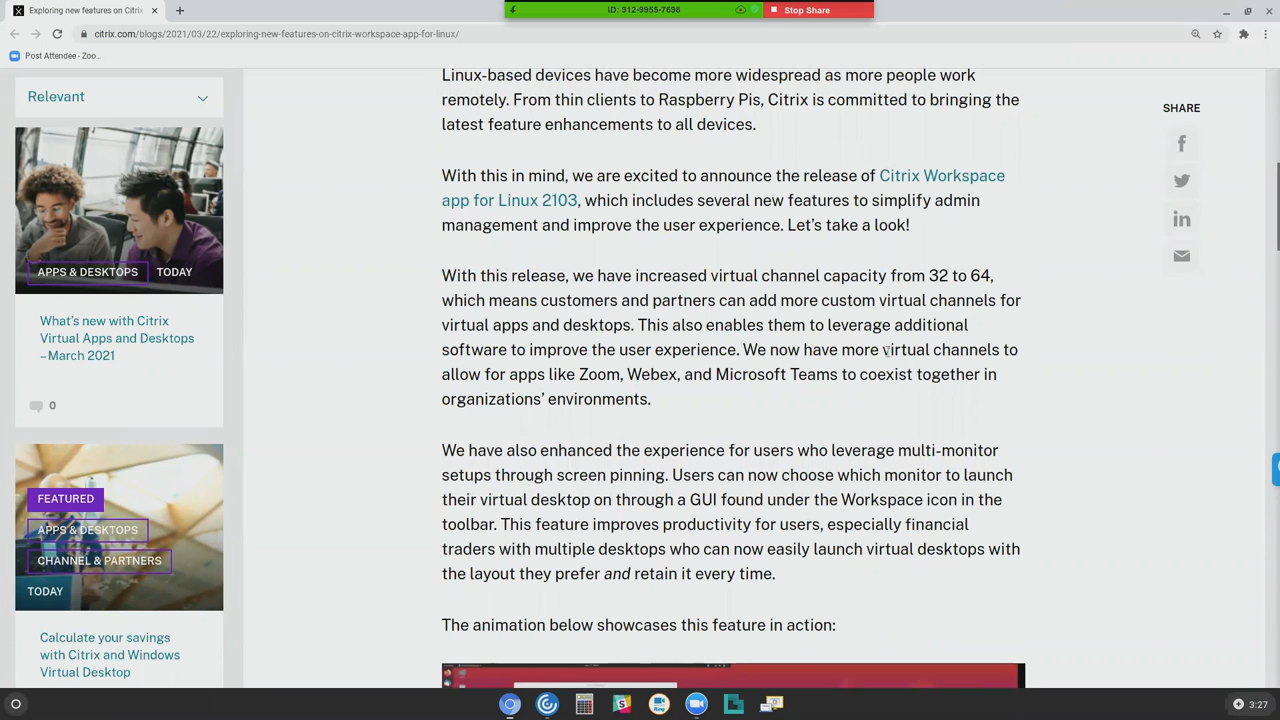 Exploring new features on Citrix
ID: 912-9955-7698
Stop Share
citrix.com/blogs/2021/03/22/exploring-new-features-on-citrix-workspace-app-for-linux/
Post Attendee - Zoo...
Relevant
APPS & DESKTOPS TODAY
What's new with Citrix
Virtual Apps and Desktops
– March 2021
0
FEATURED
APPS & DESKTOPS
CHANNEL & PARTNERS
TODAY
Calculate your savings
with Citrix and Windows
Virtual Desktop
Linux-based devices have become more widespread as more people work
remotely. From thin clients to Raspberry Pis, Citrix is committed to bringing the
latest feature enhancements to all devices.
With this in mind, we are excited to announce the release of Citrix Workspace
app for Linux 2103, which includes several new features to simplify admin
management and improve the user experience. Let's take a look!
With this release, we have increased virtual channel capacity from 32 to 64,
which means customers and partners can add more custom virtual channels for
virtual apps and desktops. This also enables them to leverage additional
software to improve the user experience. We now have more virtual channels to
allow for apps like Zoom, Webex, and Microsoft Teams to coexist together in
organizations' environments.
We have also enhanced the experience for users who leverage multi-monitor
setups through screen pinning. Users can now choose which monitor to launch
their virtual desktop on through a GUI found under the Workspace icon in the
toolbar. This feature improves productivity for users, especially financial
traders with multiple desktops who can now easily launch virtual desktops with
the layout they prefer and retain it every time.
The animation below showcases this feature in action:
SHARE
Ring
3:27